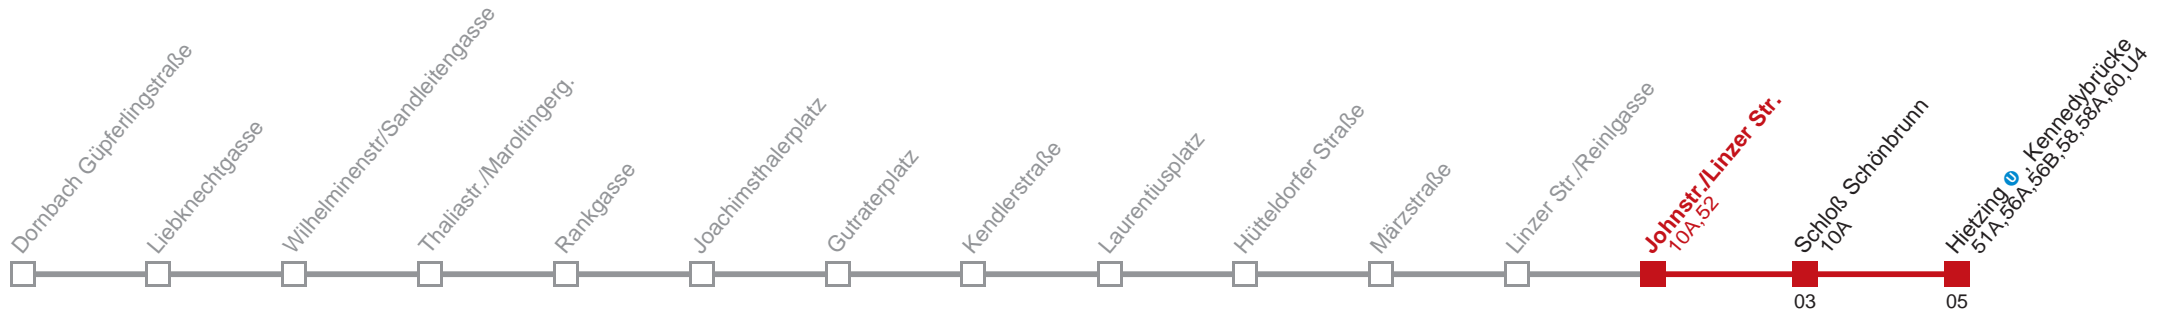 Dornbach Güpferlingstraße
Liebknechtgasse
Wilhelminenstr/Sandleitengasse
Thaliastr./Maroltingerg.
Rankgasse
Joachimsthalerplatz
Gutraterplatz
Kendlerstraße
Laurentiusplatz
Hütteldorfer Straße
Märzstraße
Linzer Str./Reinlgasse
Johnstr./Linzer Str.
10A,52
Schloß Schönbrunn
10A
Hietzing U , Kennedybrücke
51A,56A,56B,58,58A,60,U4
03
05